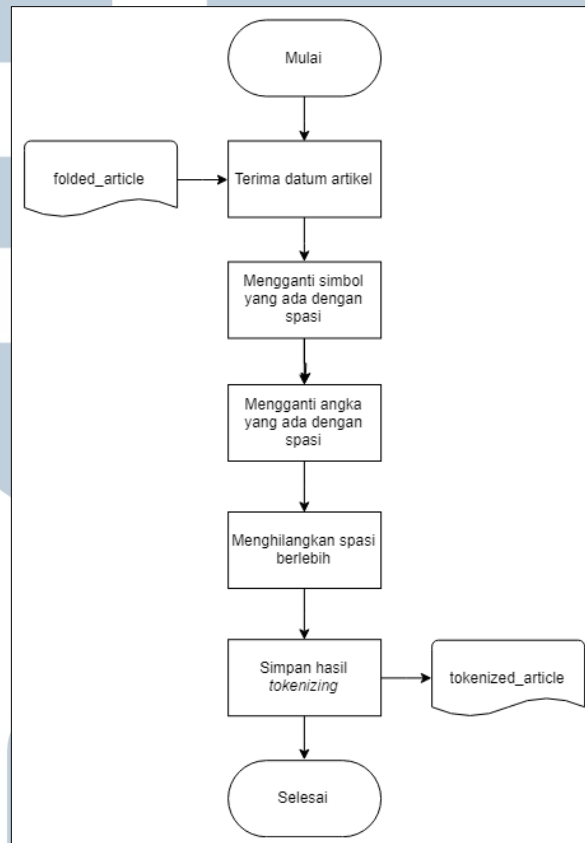 Mulai
folded_article
Terima datum artikel
Mengganti simbol
yang ada dengan
spasi
Mengganti angka
yang ada dengan
spasi
Menghilangkan spasi
berlebih
Simpan hasil
tokenizing
tokenized_article
Selesai